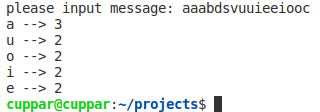 please input message: aaabdsvuuieeiooc
a --> 3
u --> 2
o --> 2
i --> 2
e --> 2
cuppar@cuppar:~/projects$